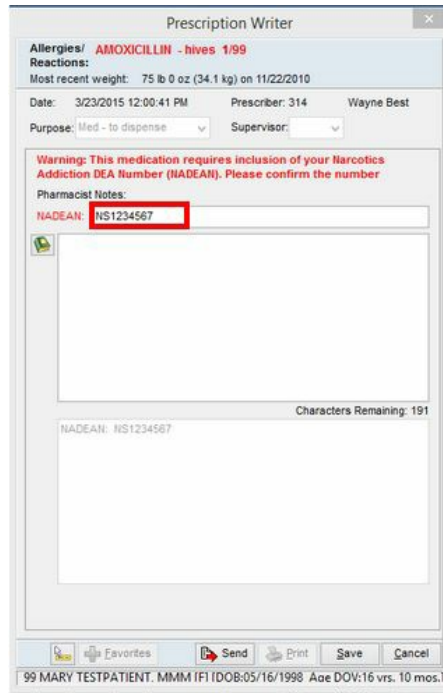 Prescription Writer
Allergies/ AMOXICILLIN - hives 1/99
Reactions:
Most recent weight: 75 lb 0 oz (34.1 kg) on 11/22/2010
Date: 3/23/2015 12:00:41 PM Prescriber: 314 Wayne Best
Purpose: Med - to dispense Supervisor:
Warning: This medication requires inclusion of your Narcotics
Addiction DEA Number (NADEAN). Please confirm the number
Pharmacist Notes:
NADEAN: NS1234567
Characters Remaining: 191
NADEAN: NS1234567
Favorites Send Print Save Cancel
99 MARY TESTPATIENT. MMM [F] [DOB:05/16/1998 Age DOV:16 vrs. 10 mos.